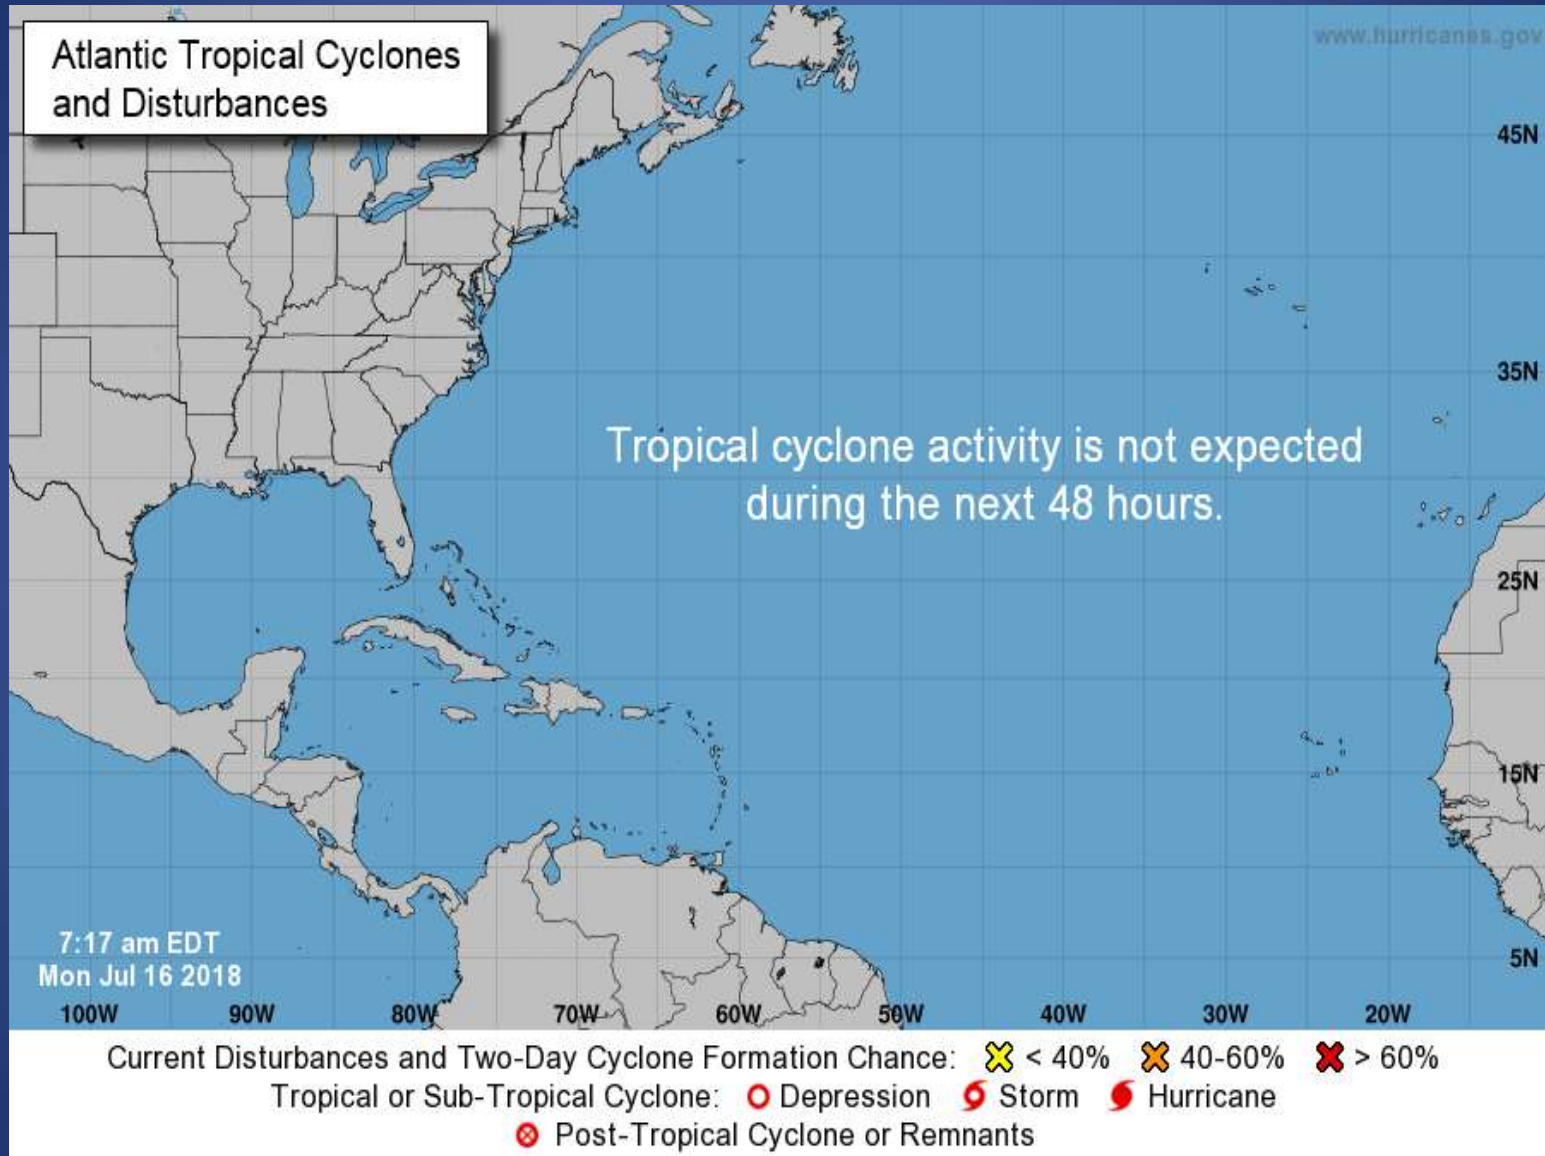 Atlantic Tropical Cyclones
and Disturbances
www.hurricanes.gov
45N
35N
Tropical cyclone activity is not expected
during the next 48 hours.
25N
15N
7:17 am EDT
Mon Jul 16 2018
5N
100W 90W 80W 70W 60W 50W 40W 30W 20W
Current Disturbances and Two-Day Cyclone Formation Chance: < 40% 40-60% > 60%
Tropical or Sub-Tropical Cyclone: Depression Storm Hurricane
Post-Tropical Cyclone or Remnants